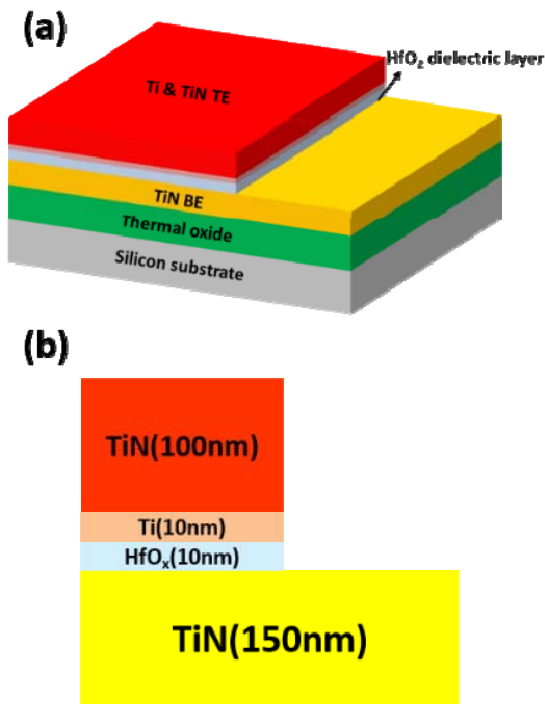 (a)
HfO₂ dielectric layer
Ti & TiN TE
TiN BE
Thermal oxide
Silicon substrate
(b)
TiN(100nm)
Ti(10nm)
HfOₓ(10nm)
TiN(150nm)